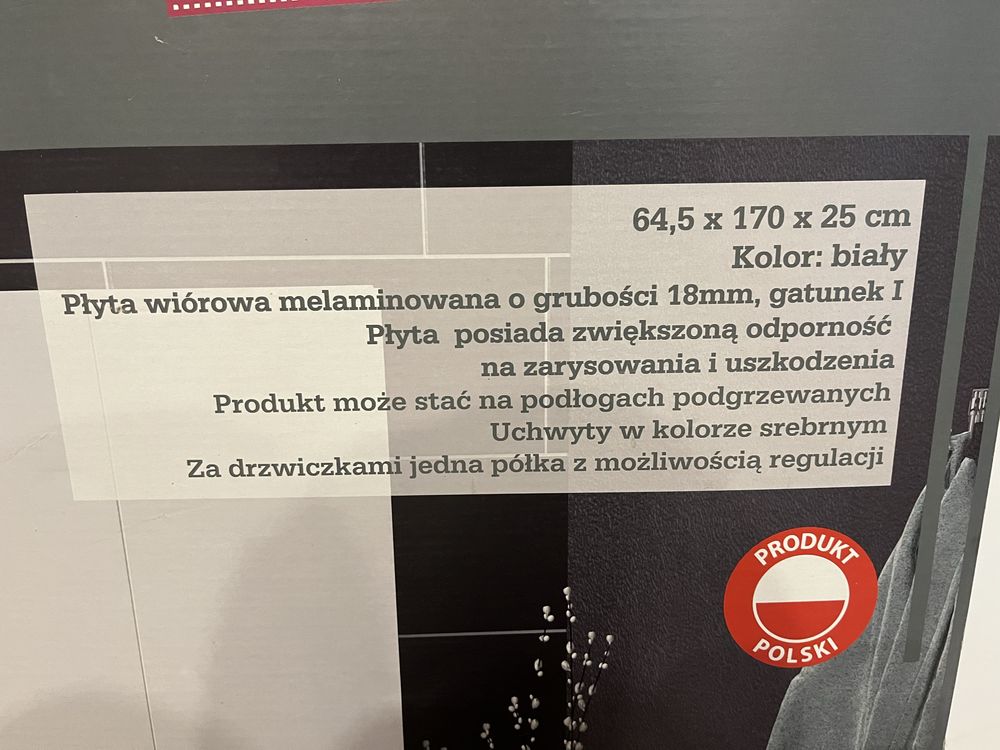 64,5 x 170 x 25 cm
Kolor: biały
Płyta wiórowa melaminowana o grubości 18mm, gatunek I
Płyta posiada zwiększoną odporność
na zarysowania i uszkodzenia
Produkt może stać na podłogach podgrzewanych
Uchwyty w kolorze srebrnym
Za drzwiczkami jedna półka z możliwością regulacji
PRODUKT
POLSKI